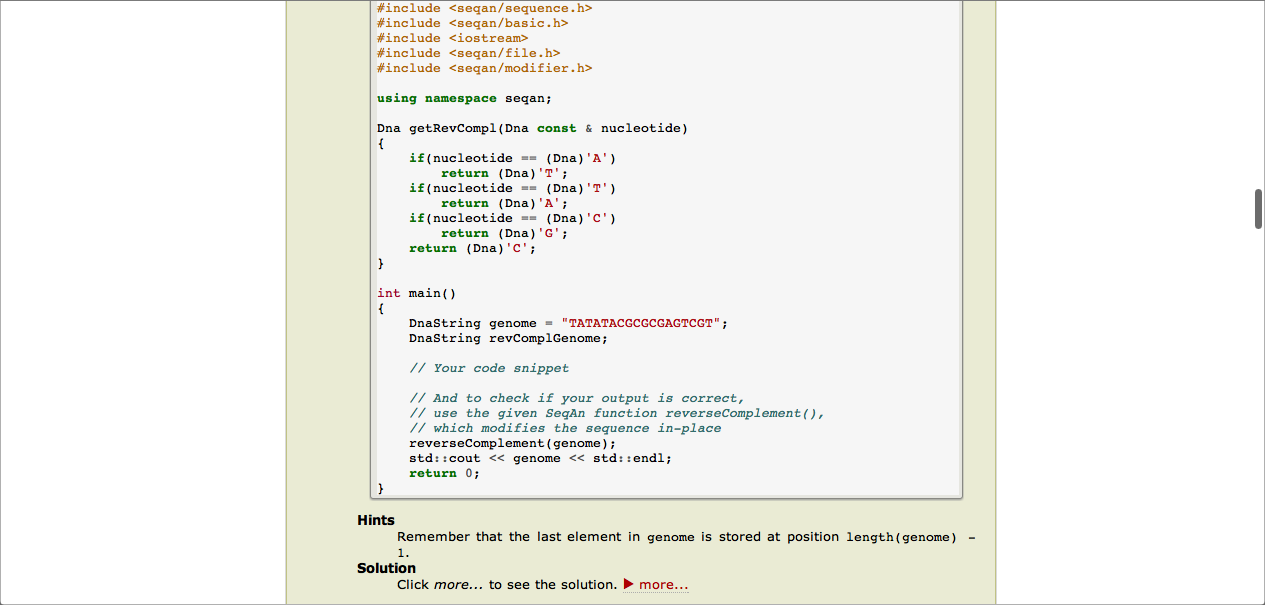 #include <seqan/sequence.h>
#include <seqan/basic.h>
#include <iostream>
#include <seqan/file.h>
#include <seqan/modifier.h>
using namespace seqan;
Dna getRevCompl(Dna const & nucleotide)
{
    if(nucleotide == (Dna)'A')
        return (Dna)'T';
    if(nucleotide == (Dna)'T')
        return (Dna)'A';
    if(nucleotide == (Dna)'C')
        return (Dna)'G';
    return (Dna)'C';
}
int main()
{
    DnaString genome = "TATATACGCGCGAGTCGT";
    DnaString revComplGenome;
    // Your code snippet
    // And to check if your output is correct,
    // use the given SeqAn function reverseComplement(),
    // which modifies the sequence in-place
    reverseComplement(genome);
    std::cout << genome << std::endl;
    return 0;
}
Hints
Remember that the last element in genome is stored at position length(genome) -
1.
Solution
Click more... to see the solution. ▶ more...